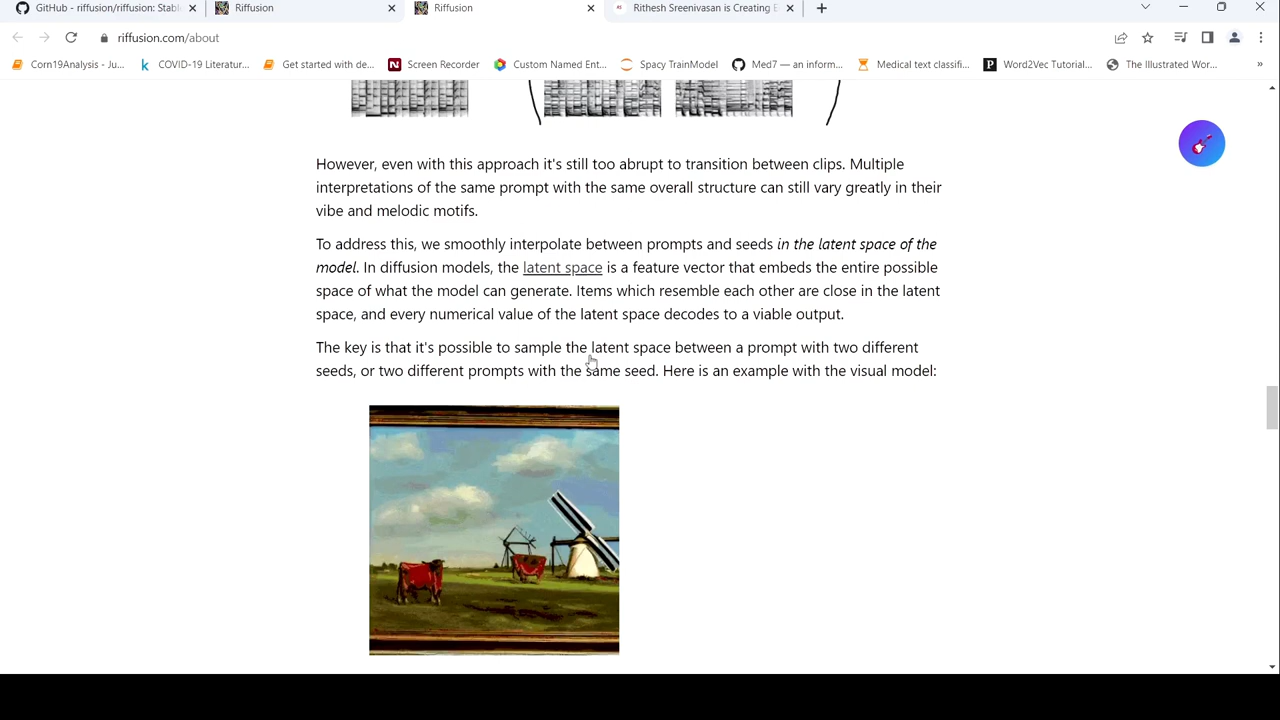 GitHub - riffusion/riffusion: Stabl
Riffusion
Riffusion
Rithesh Sreenivasan is Creating E
riffusion.com/about
Corn19Analysis - Ju...
COVID-19 Literatur...
Get started with de...
Screen Recorder
Custom Named Ent...
Spacy TrainModel
Med7 — an inform...
Medical text classifi...
Word2Vec Tutorial...
The Illustrated Wor...
»
However, even with this approach it's still too abrupt to transition between clips. Multiple
interpretations of the same prompt with the same overall structure can still vary greatly in their
vibe and melodic motifs.
To address this, we smoothly interpolate between prompts and seeds in the latent space of the
model. In diffusion models, the latent space is a feature vector that embeds the entire possible
space of what the model can generate. Items which resemble each other are close in the latent
space, and every numerical value of the latent space decodes to a viable output.
The key is that it's possible to sample the latent space between a prompt with two different
seeds, or two different prompts with the same seed. Here is an example with the visual model: